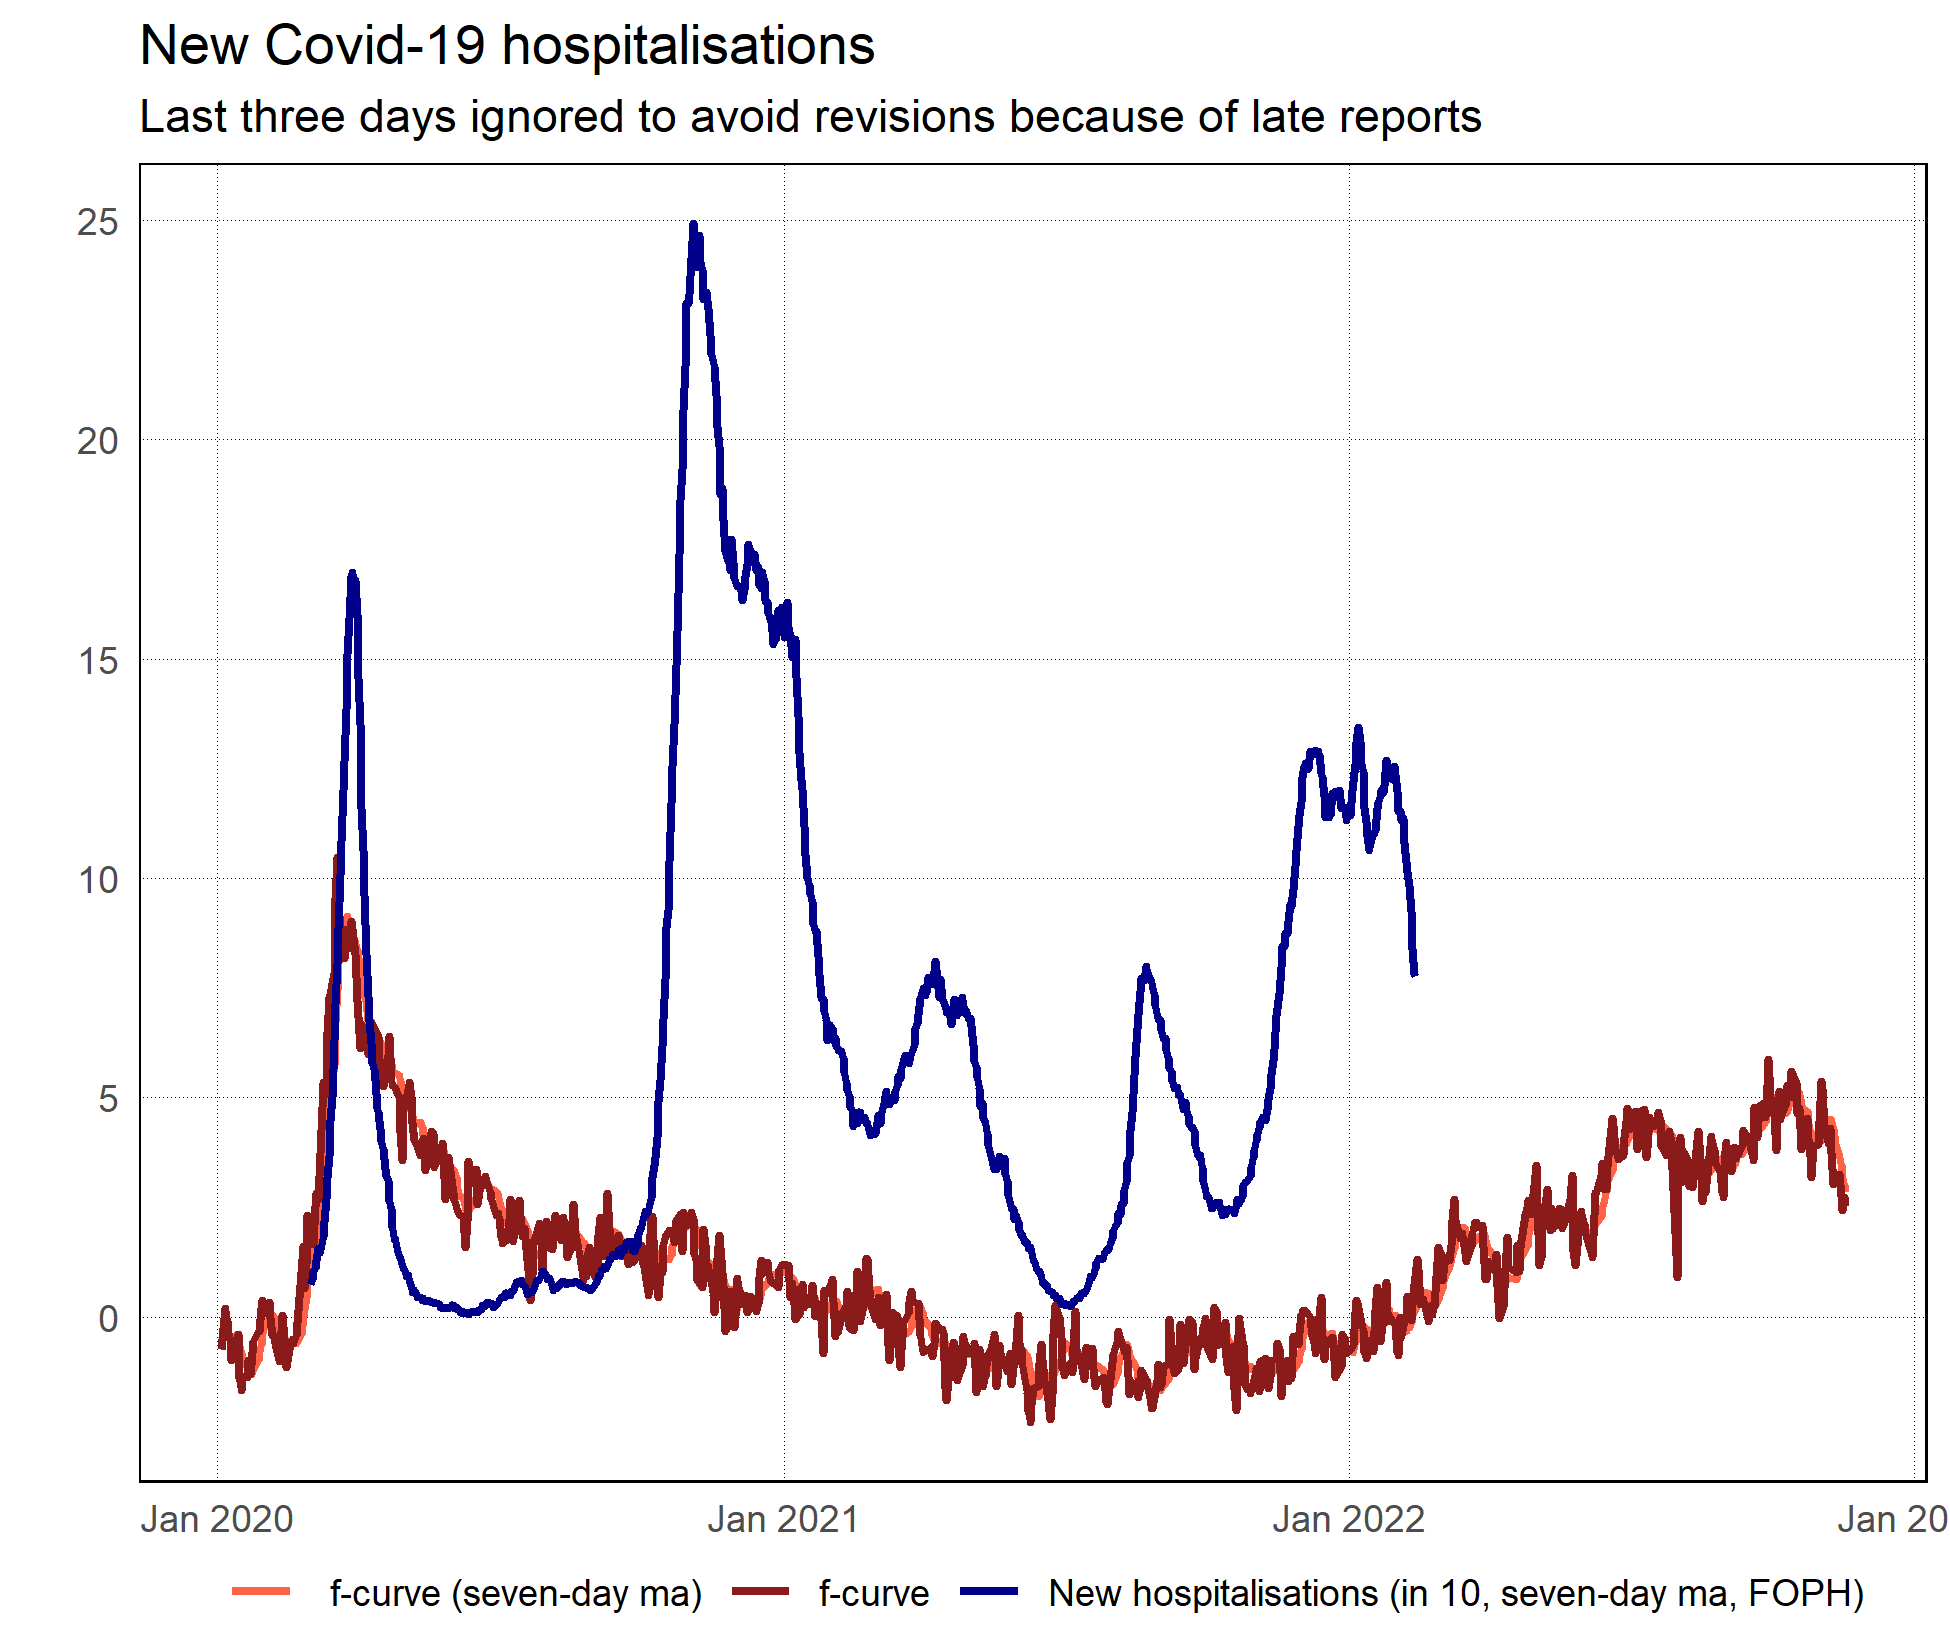 New Covid-19 hospitalisations
Last three days ignored to avoid revisions because of late reports
25
20
15
10
5
0
Jan 2020 Jan 2021 Jan 2022 Jan 20
f-curve (seven-day ma) f-curve New hospitalisations (in 10, seven-day ma, FOPH)